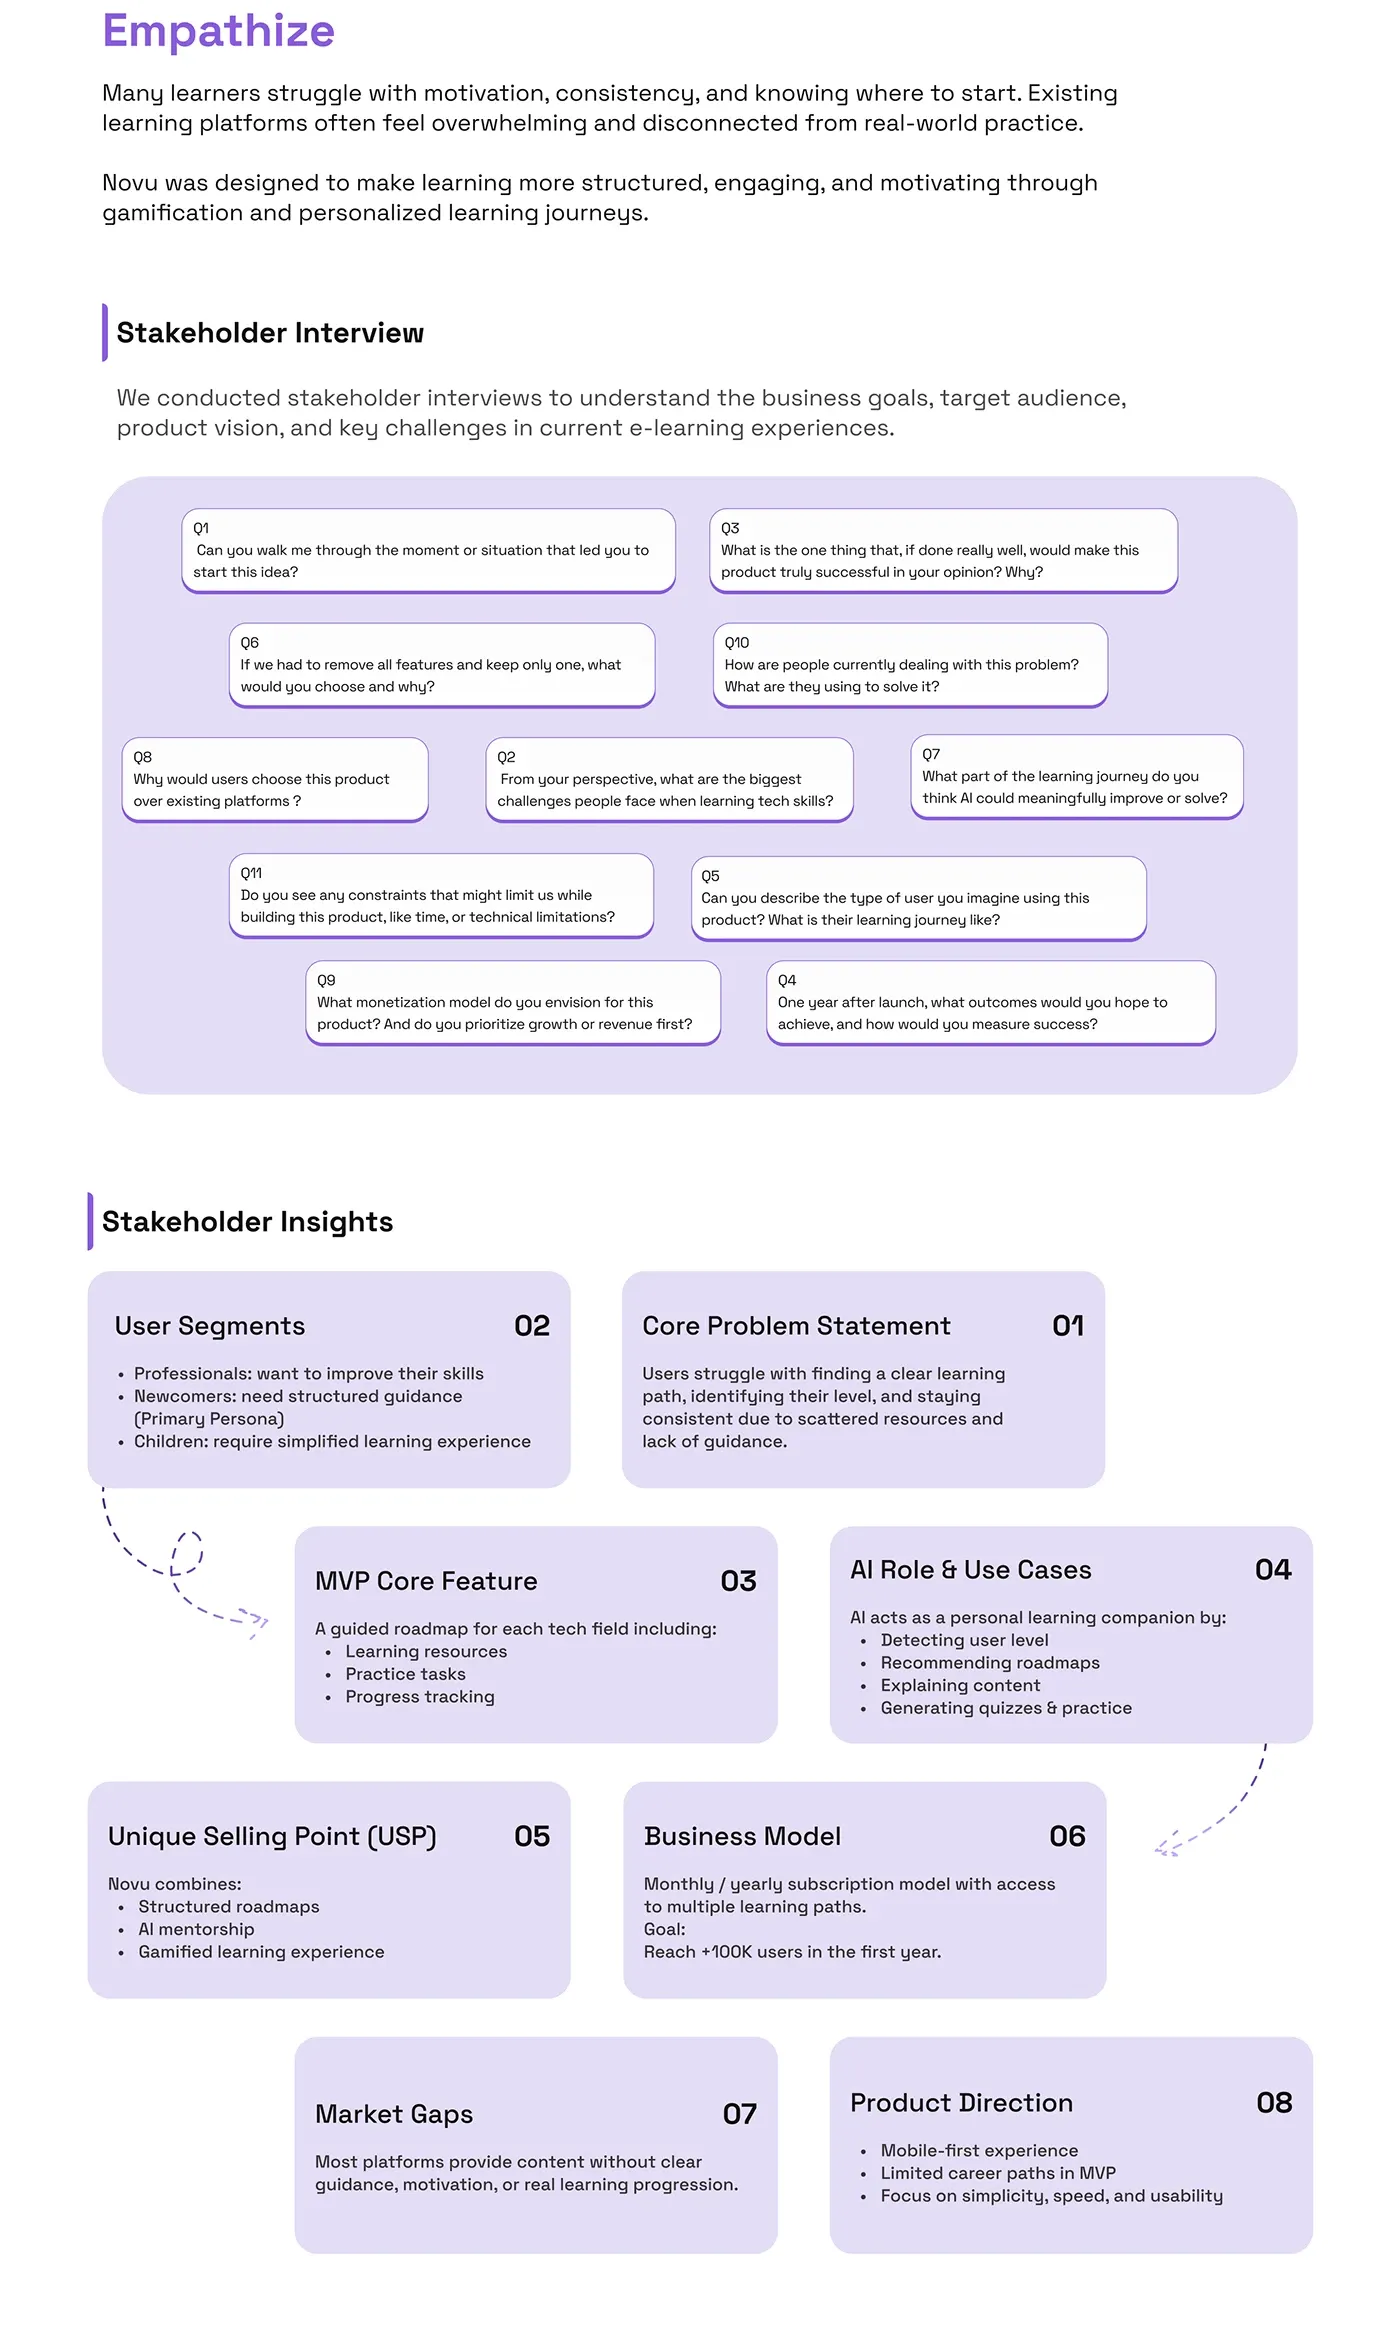 Empathize
Many learners struggle with motivation, consistency, and knowing where to start. Existing
learning platforms often feel overwhelming and disconnected from real-world practice.
Novu was designed to make learning more structured, engaging, and motivating through
gamification and personalized learning journeys.
Stakeholder Interview
We conducted stakeholder interviews to understand the business goals, target audience,
product vision, and key challenges in current e-learning experiences.
Q1
Can you walk me through the moment or situation that led you to
start this idea?
Q3
What is the one thing that, if done really well, would make this
product truly successful in your opinion? Why?
Q6
If we had to remove all features and keep only one, what
would you choose and why?
Q10
How are people currently dealing with this problem?
What are they using to solve it?
Q8
Why would users choose this product
over existing platforms ?
Q2
From your perspective, what are the biggest
challenges people face when learning tech skills?
Q7
What part of the learning journey do you
think AI could meaningfully improve or solve?
Q11
Do you see any constraints that might limit us while
building this product, like time, or technical limitations?
Q5
Can you describe the type of user you imagine using this
product? What is their learning journey like?
Q9
What monetization model do you envision for this
product? And do you prioritize growth or revenue first?
Q4
One year after launch, what outcomes would you hope to
achieve, and how would you measure success?
Stakeholder Insights
User Segments 02
• Professionals: want to improve their skills
• Newcomers: need structured guidance
(Primary Persona)
• Children: require simplified learning experience
Core Problem Statement 01
Users struggle with finding a clear learning
path, identifying their level, and staying
consistent due to scattered resources and
lack of guidance.
MVP Core Feature 03
A guided roadmap for each tech field including:
• Learning resources
• Practice tasks
• Progress tracking
AI Role & Use Cases 04
AI acts as a personal learning companion by:
• Detecting user level
• Recommending roadmaps
• Explaining content
• Generating quizzes & practice
Unique Selling Point (USP) 05
Novu combines:
• Structured roadmaps
• AI mentorship
• Gamified learning experience
Business Model 06
Monthly / yearly subscription model with access
to multiple learning paths.
Goal:
Reach +100K users in the first year.
Market Gaps 07
Most platforms provide content without clear
guidance, motivation, or real learning progression.
Product Direction 08
• Mobile-first experience
• Limited career paths in MVP
• Focus on simplicity, speed, and usability